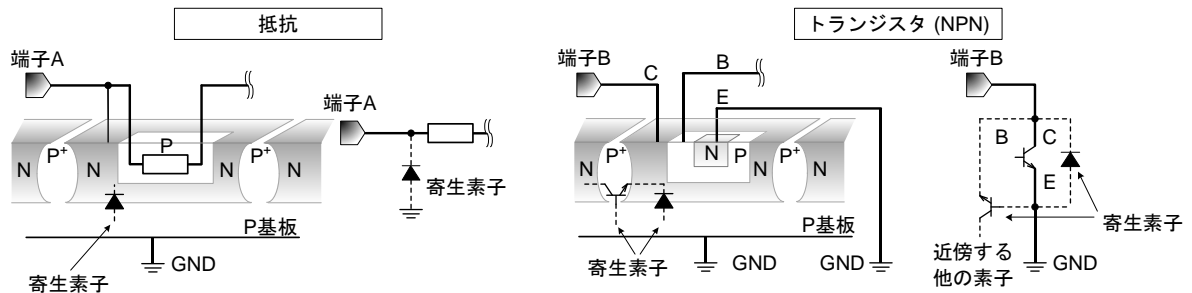 抵抗
端子A
端子A
P
N
P+
N
N
P+
N
寄生素子
P基板
寄生素子
GND
トランジスタ (NPN)
端子B
C
B
E
N
P+
N
N
P
N
P+
N
P基板
寄生素子
GND
GND
端子B
B
C
E
寄生素子
近傍する
他の素子
GND